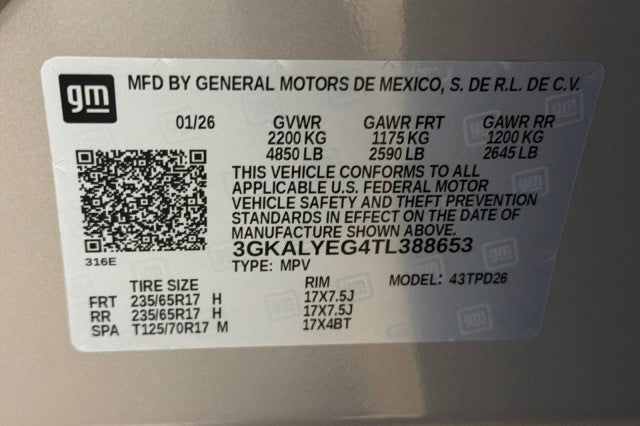 gm
MFD BY GENERAL MOTORS DE MEXICO, S. DE R.L. DE C.V.
01/26 GVWR GAWR FRT GAWR RR
2200 KG 1175 KG 1200 KG
4850 LB 2590 LB 2645 LB
THIS VEHICLE CONFORMS TO ALL
APPLICABLE U.S. FEDERAL MOTOR
VEHICLE SAFETY AND THEFT PREVENTION
STANDARDS IN EFFECT ON THE DATE OF
MANUFACTURE SHOWN ABOVE.
316E
3GKALYEG4TL388653
TYPE: MPV MODEL: 43TPD26
TIRE SIZE RIM
FRT 235/65R17 H 17X7.5J
RR 235/65R17 H 17X7.5J
SPA T125/70R17 M 17X4BT